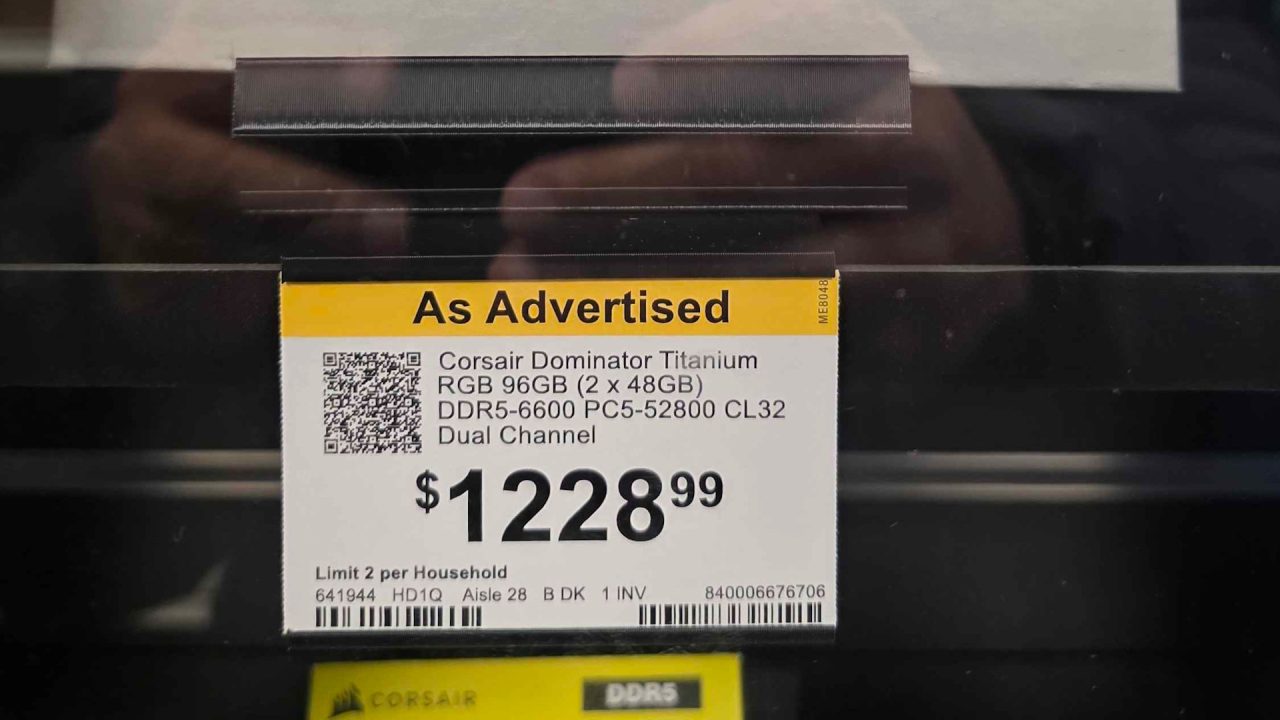 As Advertised
ME8048
Corsair Dominator Titanium
RGB 96GB (2 x 48GB)
DDR5-6600 PC5-52800 CL32
Dual Channel
$1228.99
Limit 2 per Household
641944 HD1Q Aisle 28 B DK 1 INV 840006676706
CORSAIR DDR5